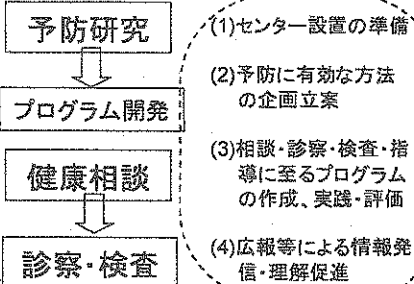 予防研究
プログラム開発
健康相談
診察・検査
(1)センター設置の準備
(2)予防に有効な方法
の企画立案
(3)相談・診察・検査・指
導に至るプログラム
の作成、実践・評価
(4)広報等による情報発
信・理解促進